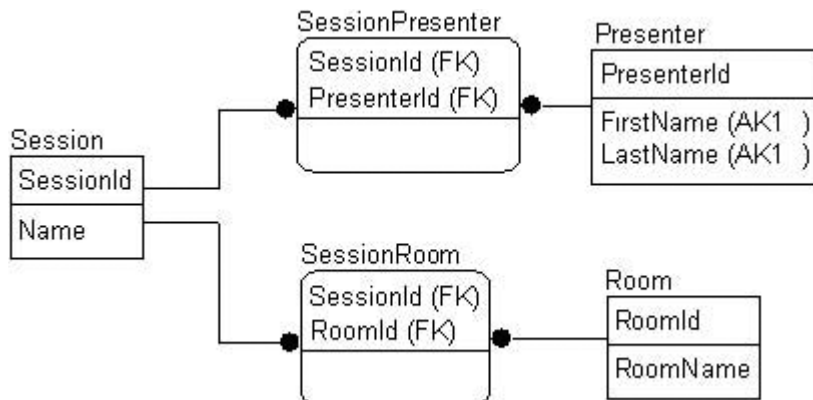 SessionPresenter
SessionId (FK)
PresenterId (FK)
Presenter
PresenterId
FirstName (AK1 )
LastName (AK1 )
Session
SessionId
Name
SessionRoom
SessionId (FK)
RoomId (FK)
Room
RoomId
RoomName